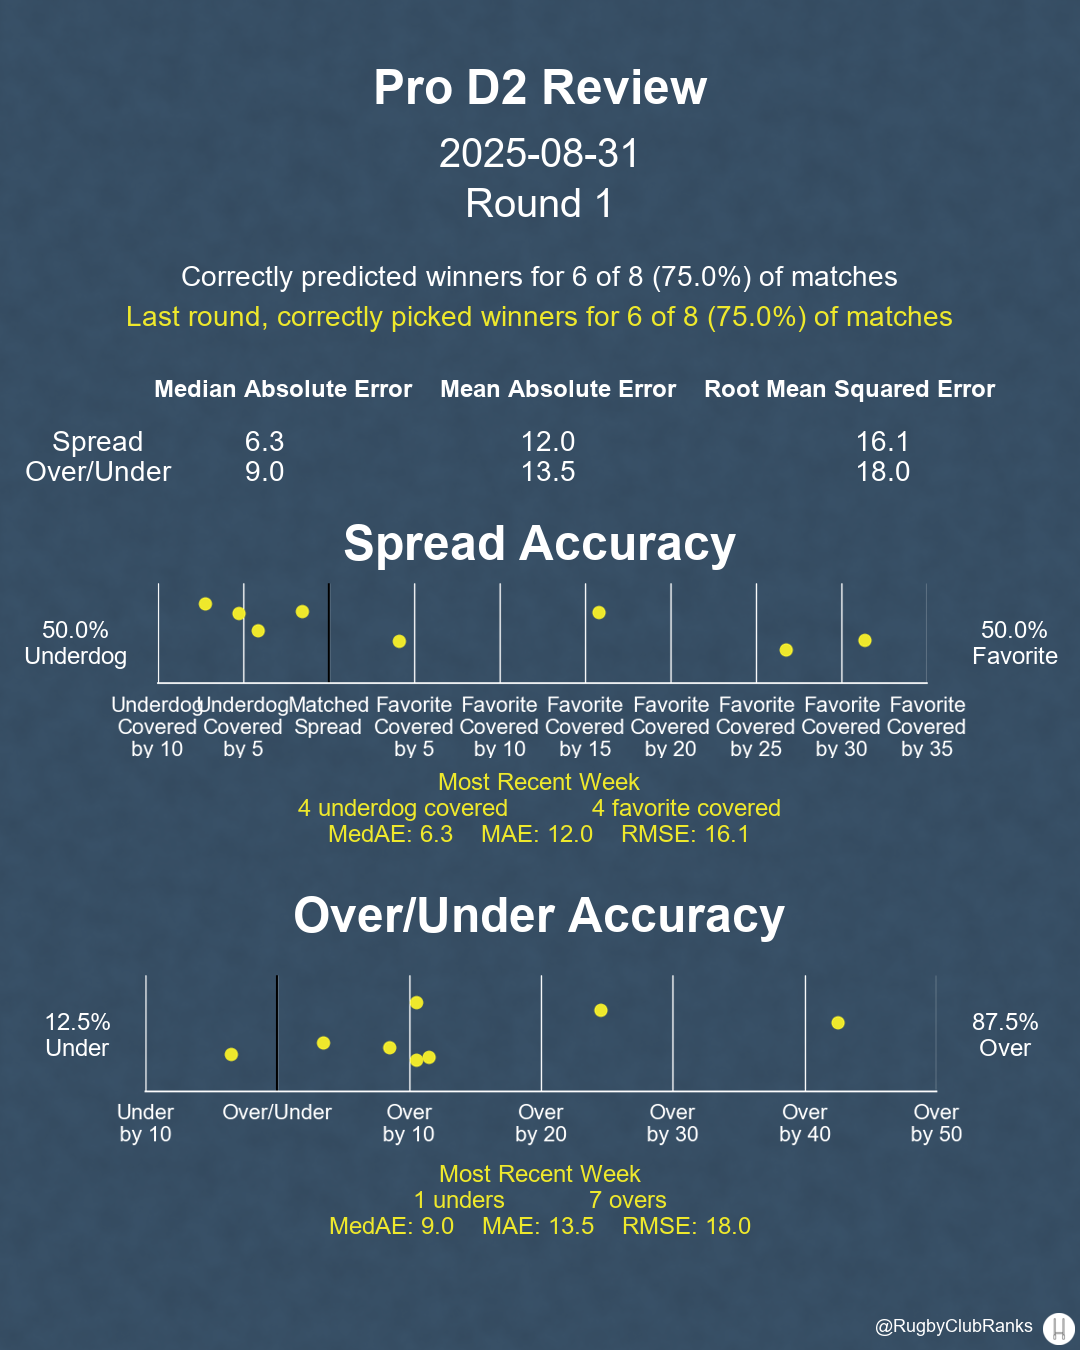 Pro D2 Review
2025-08-31
Round 1
Correctly predicted winners for 6 of 8 (75.0%) of matches
Last round, correctly picked winners for 6 of 8 (75.0%) of matches
Median Absolute Error Mean Absolute Error Root Mean Squared Error
Spread 6.3 12.0 16.1
Over/Under 9.0 13.5 18.0
Spread Accuracy
50.0%
Underdog
50.0%
Favorite
Underdog Underdog Matched Favorite Favorite Favorite Favorite Favorite Favorite Favorite
Covered Covered Spread Covered Covered Covered Covered Covered Covered Covered
by 10 by 5 by 5 by 10 by 15 by 20 by 25 by 30 by 35
Most Recent Week
4 underdog covered 4 favorite covered
MedAE: 6.3 MAE: 12.0 RMSE: 16.1
Over/Under Accuracy
12.5%
Under
87.5%
Over
Under Over/Under Over Over Over Over Over
by 10 by 10 by 20 by 30 by 40 by 50
Most Recent Week
1 unders 7 overs
MedAE: 9.0 MAE: 13.5 RMSE: 18.0
@RugbyClubRanks